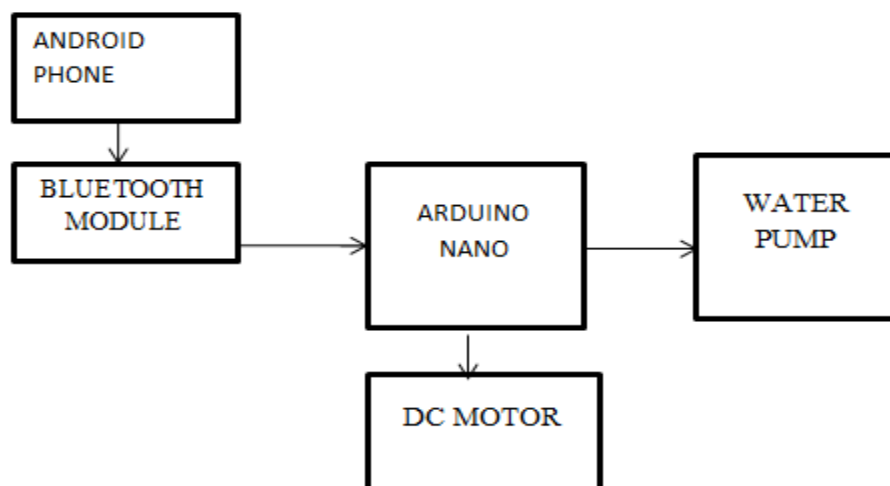 ANDROID
PHONE
BLUETOOTH
MODULE
ARDUINO
NANO
WATER
PUMP
DC MOTOR